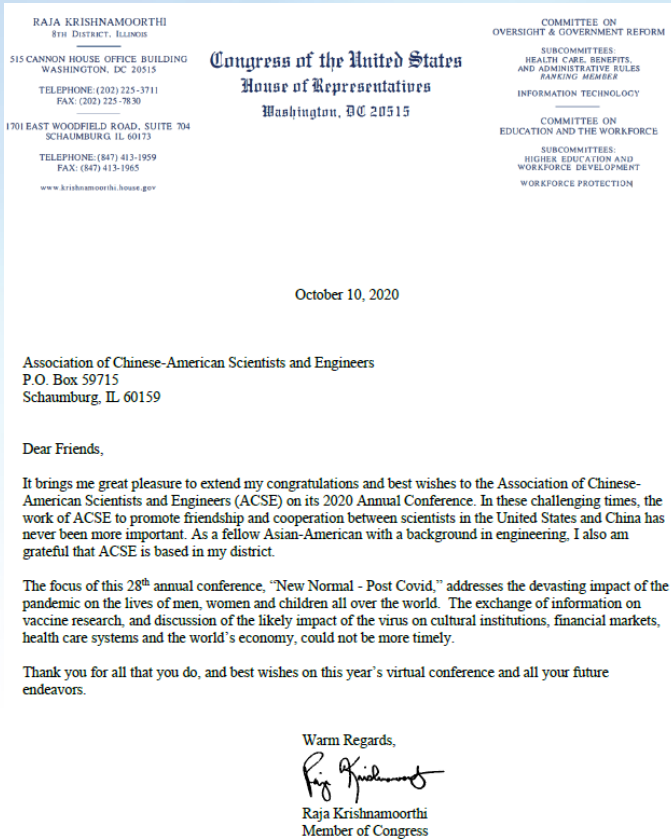 RAJA KRISHNAMOORTHI
8TH DISTRICT, ILLINOIS
515 CANNON HOUSE OFFICE BUILDING
WASHINGTON, DC 20515
TELEPHONE: (202) 225-3711
FAX: (202) 225-7830
1701 EAST WOODFIELD ROAD, SUITE 704
SCHAUMBURG, IL 60173
TELEPHONE: (847) 413-1959
FAX: (847) 413-1965
www.krishnamoorthi.house.gov
Congress of the United States
House of Representatives
Washington, DC 20515
COMMITTEE ON
OVERSIGHT & GOVERNMENT REFORM
SUBCOMMITTEES:
HEALTH CARE, BENEFITS,
AND ADMINISTRATIVE RULES
RANKING MEMBER
INFORMATION TECHNOLOGY
COMMITTEE ON
EDUCATION AND THE WORKFORCE
SUBCOMMITTEES:
HIGHER EDUCATION AND
WORKFORCE DEVELOPMENT
WORKFORCE PROTECTION
October 10, 2020
Association of Chinese-American Scientists and Engineers
P.O. Box 59715
Schaumburg, IL 60159
Dear Friends,
It brings me great pleasure to extend my congratulations and best wishes to the Association of Chinese-
American Scientists and Engineers (ACSE) on its 2020 Annual Conference. In these challenging times, the
work of ACSE to promote friendship and cooperation between scientists in the United States and China has
never been more important. As a fellow Asian-American with a background in engineering, I also am
grateful that ACSE is based in my district.
The focus of this 28th annual conference, “New Normal - Post Covid,” addresses the devasting impact of the
pandemic on the lives of men, women and children all over the world. The exchange of information on
vaccine research, and discussion of the likely impact of the virus on cultural institutions, financial markets,
health care systems and the world’s economy, could not be more timely.
Thank you for all that you do, and best wishes on this year’s virtual conference and all your future
endeavors.
Warm Regards,
Raja Krishnamoorthi
Raja Krishnamoorthi
Member of Congress